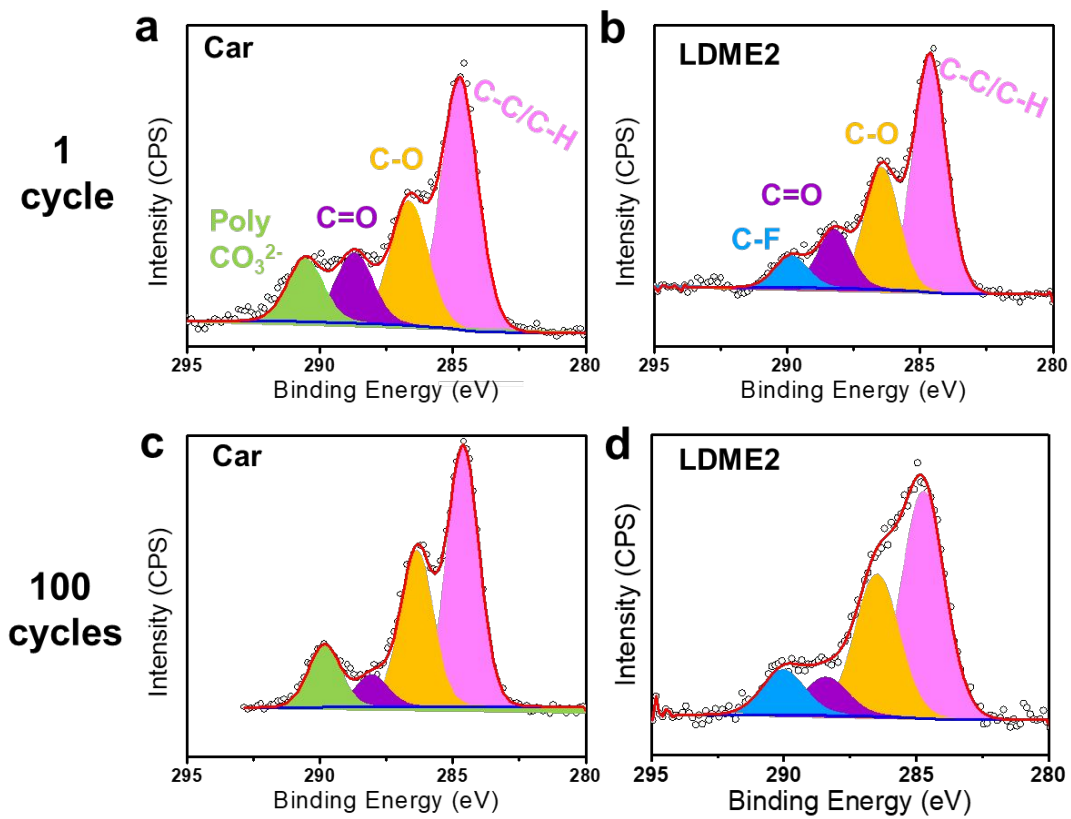 a
Car
C-C/C-H
C-O
C=O
Poly
CO₃²⁻
Intensity (CPS)
295 290 285 280
Binding Energy (eV)
b
LDME2
C-C/C-H
C-O
C=O
C-F
Intensity (CPS)
295 290 285 280
Binding Energy (eV)
1
cycle
c
Car
Intensity (CPS)
295 290 285 280
Binding Energy (eV)
d
LDME2
Intensity (CPS)
295 290 285 280
Binding Energy (eV)
100
cycles